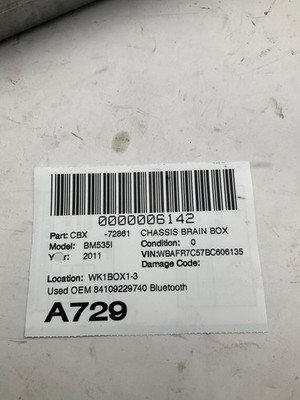 0000006142
Part: CBX -72861 CHASSIS BRAIN BOX
Model: BM535I Condition: 0
Year: 2011 VIN:WBAFR7C57BC606135
Damage Code:
Location: WK1BOX1-3
Used OEM 84109229740 Bluetooth
A729